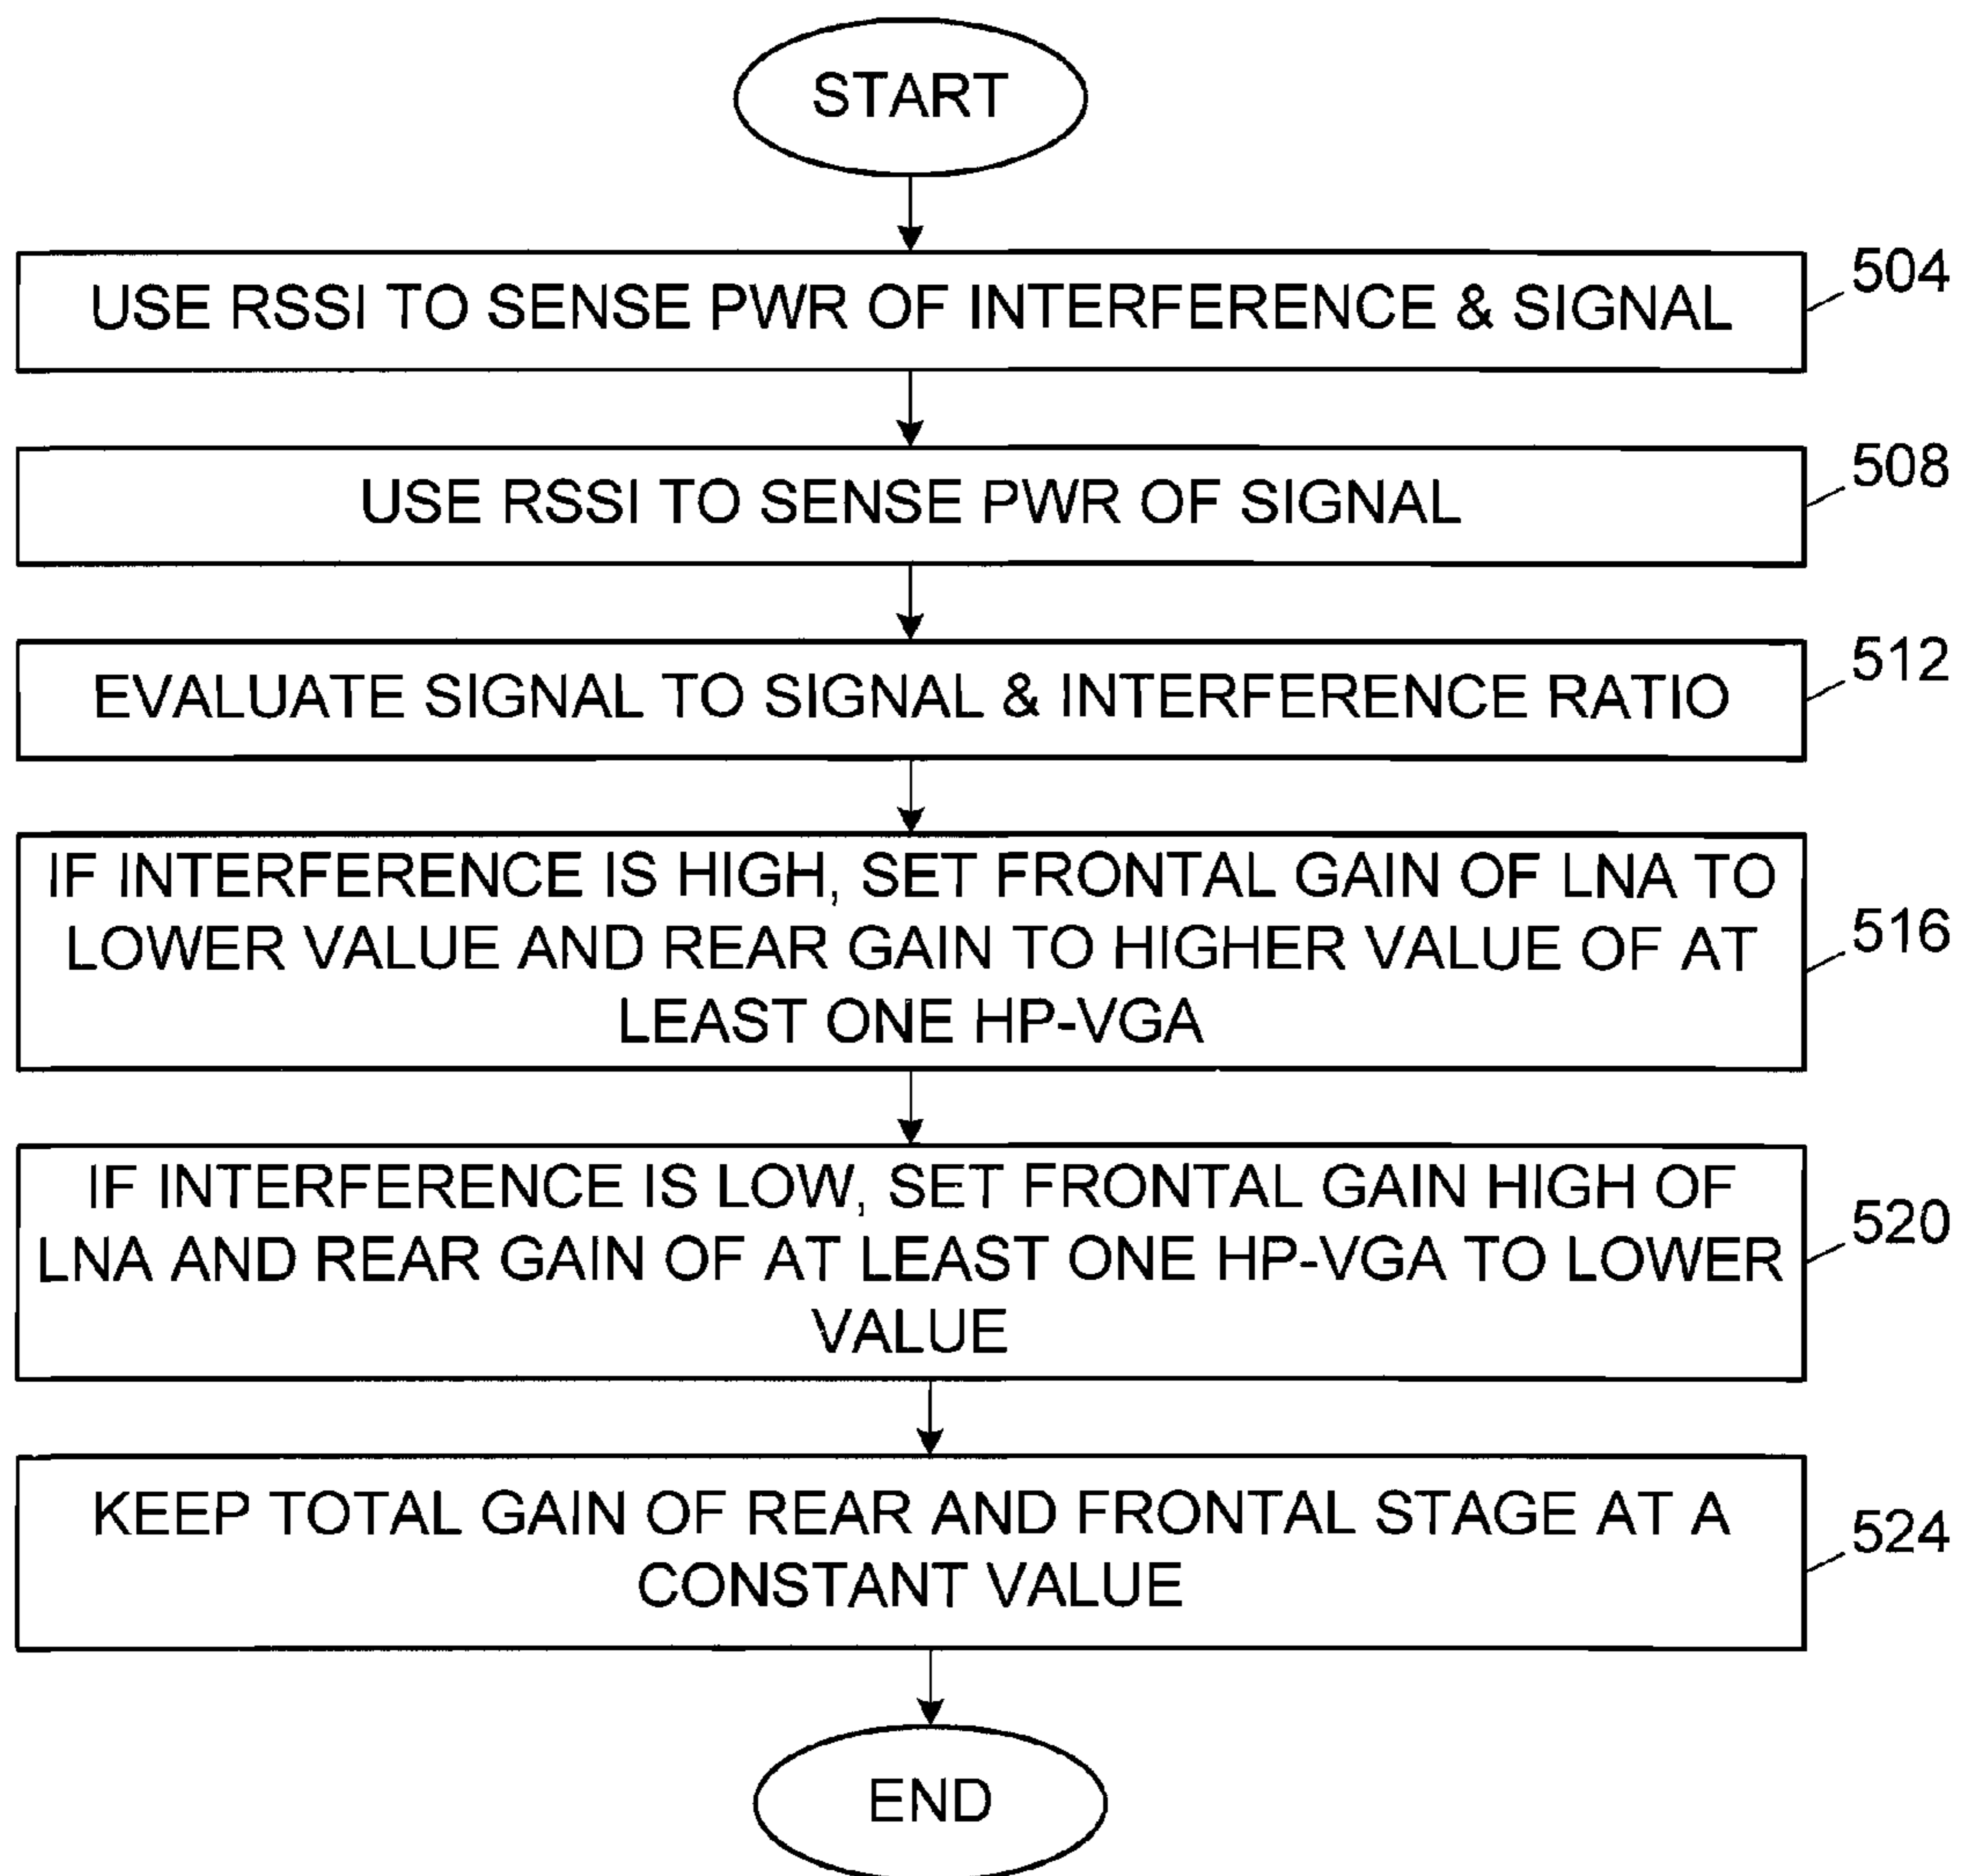 START
USE RSSI TO SENSE PWR OF INTERFERENCE & SIGNAL
504
USE RSSI TO SENSE PWR OF SIGNAL
508
EVALUATE SIGNAL TO SIGNAL & INTERFERENCE RATIO
512
IF INTERFERENCE IS HIGH, SET FRONTAL GAIN OF LNA TO
LOWER VALUE AND REAR GAIN TO HIGHER VALUE OF AT
LEAST ONE HP-VGA
516
IF INTERFERENCE IS LOW, SET FRONTAL GAIN HIGH OF
LNA AND REAR GAIN OF AT LEAST ONE HP-VGA TO LOWER
VALUE
520
KEEP TOTAL GAIN OF REAR AND FRONTAL STAGE AT A
CONSTANT VALUE
524
END